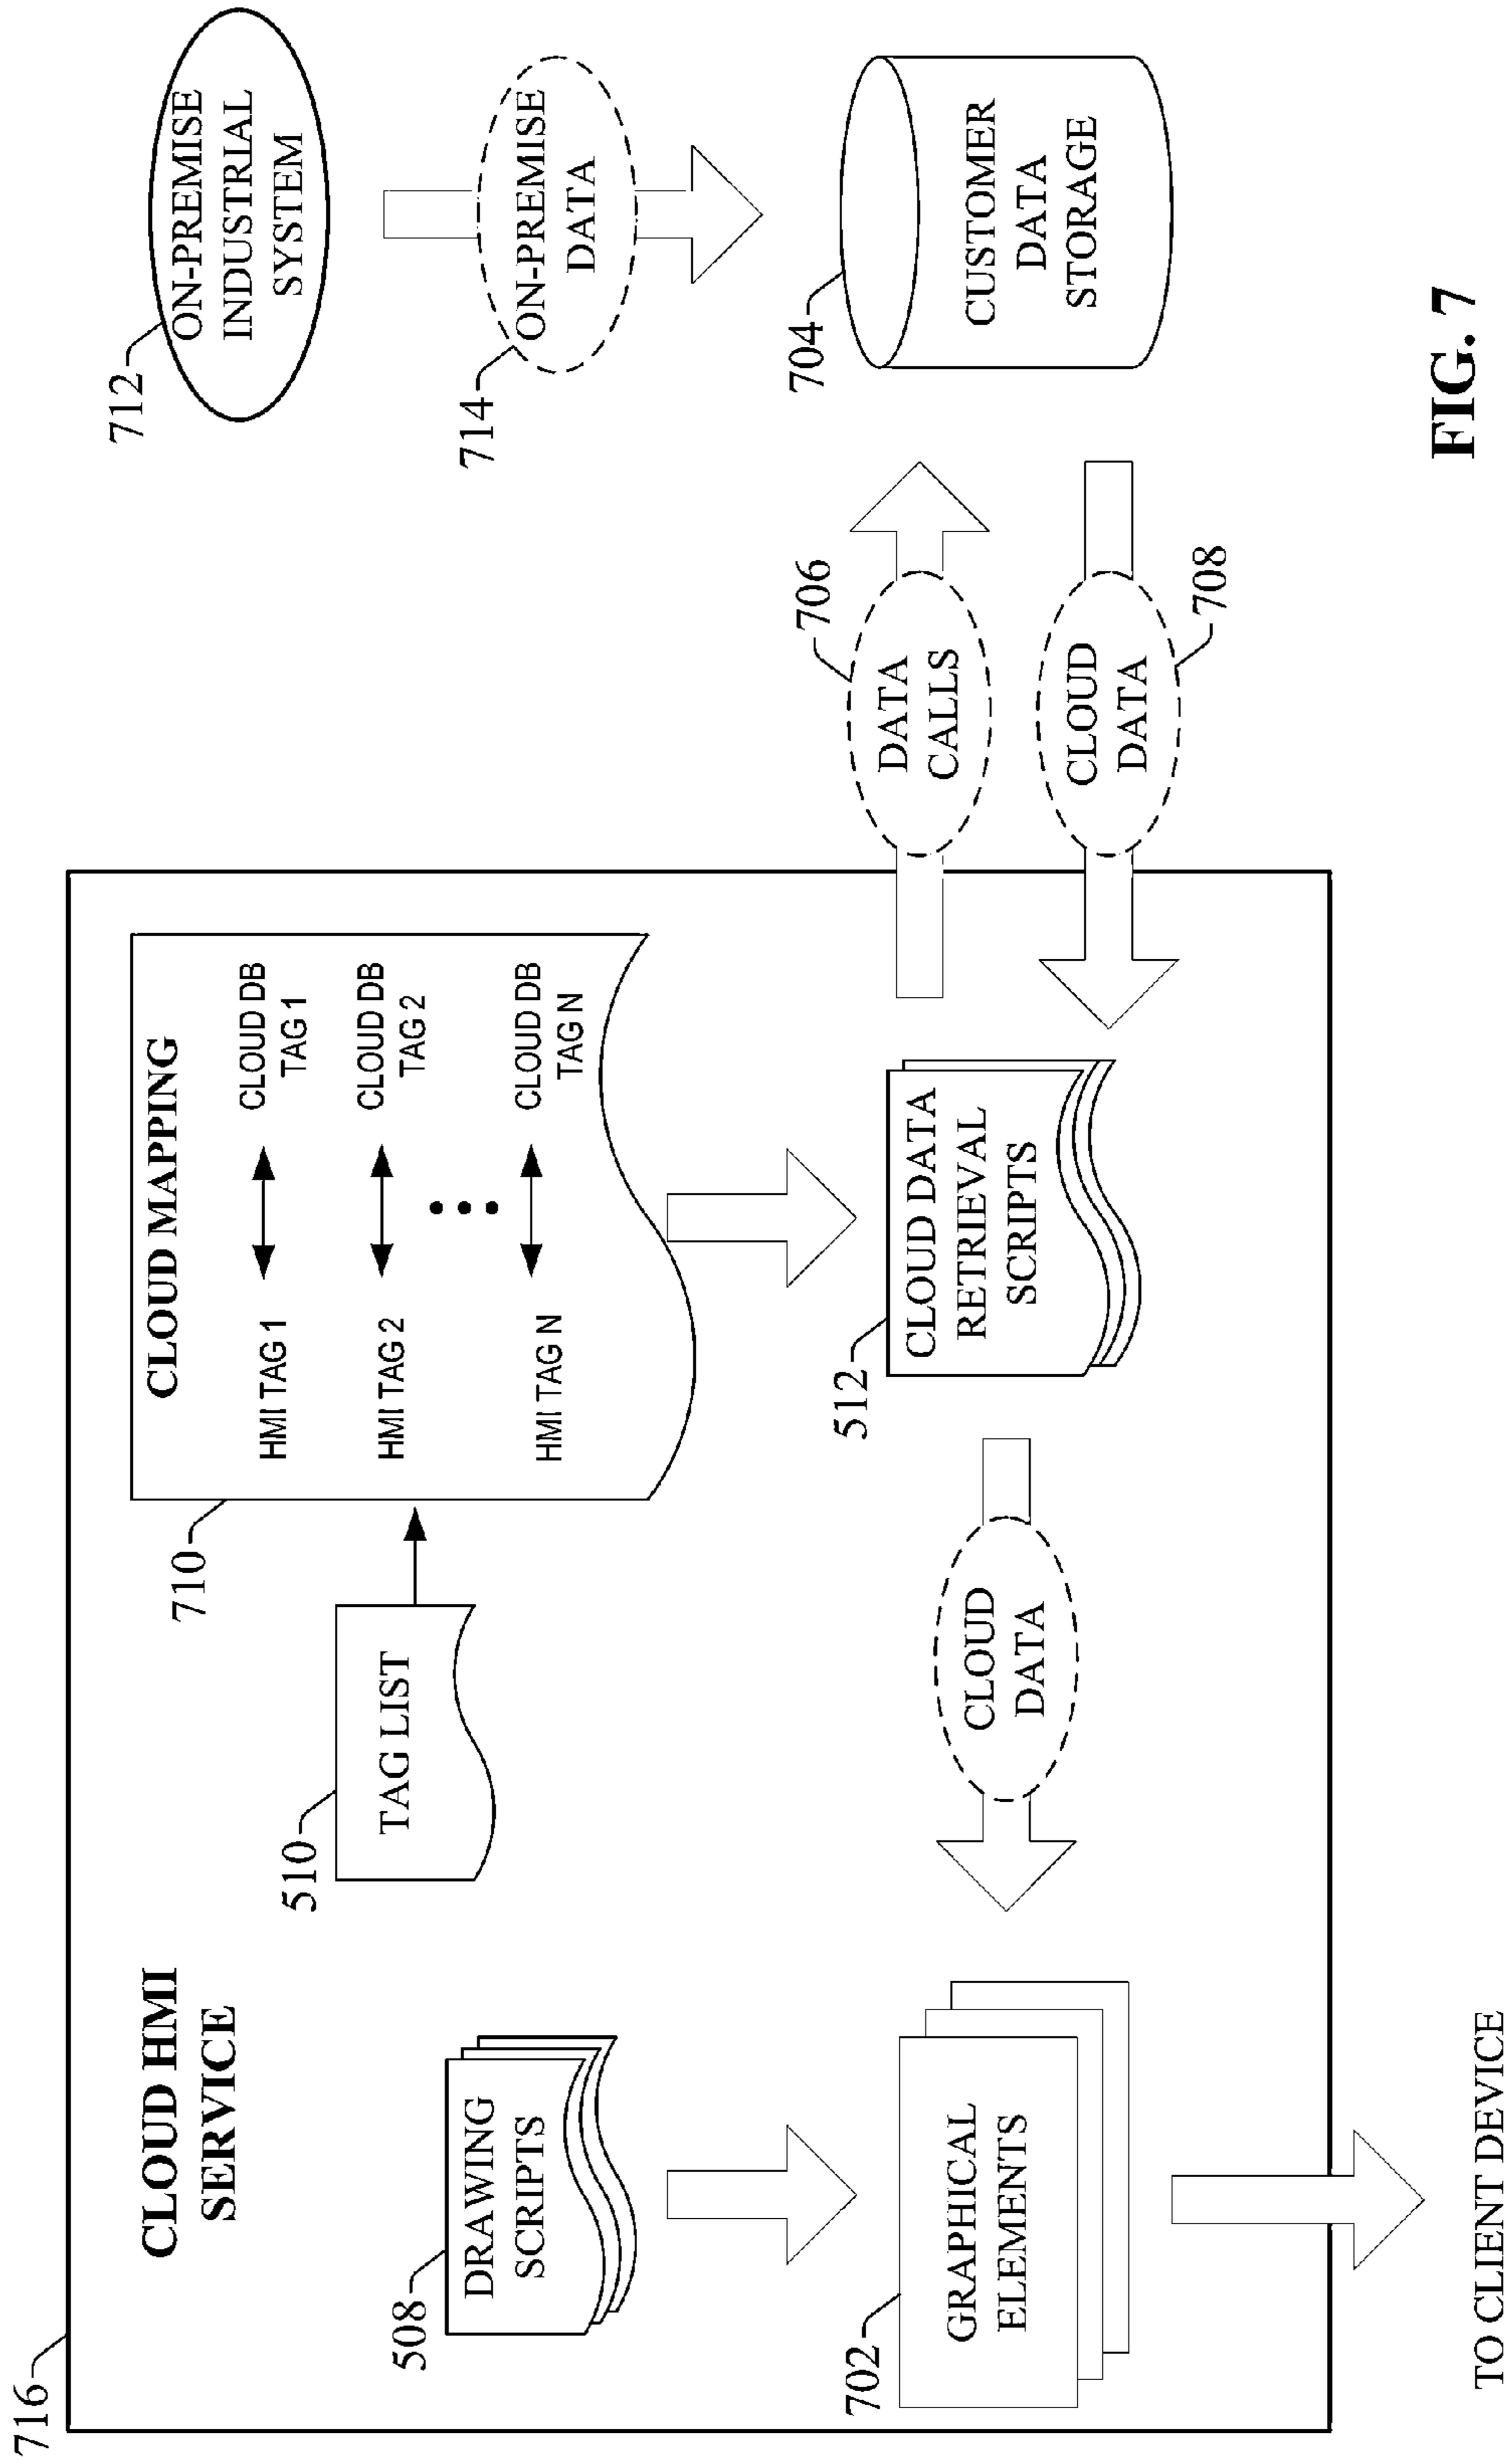 716
CLOUD HMI
SERVICE
510
TAG LIST
710
CLOUD MAPPING
HMI TAG 1
CLOUD DB
TAG 1
HMI TAG 2
CLOUD DB
TAG 2
HMI TAG N
CLOUD DB
TAG N
712
ON-PREMISE
INDUSTRIAL
SYSTEM
714
ON-PREMISE
DATA
508
DRAWING
SCRIPTS
702
GRAPHICAL
ELEMENTS
CLOUD
DATA
512
CLOUD DATA
RETRIEVAL
SCRIPTS
706
DATA
CALLS
CLOUD
DATA
708
704
CUSTOMER
DATA
STORAGE
TO CLIENT DEVICE
FIG. 7